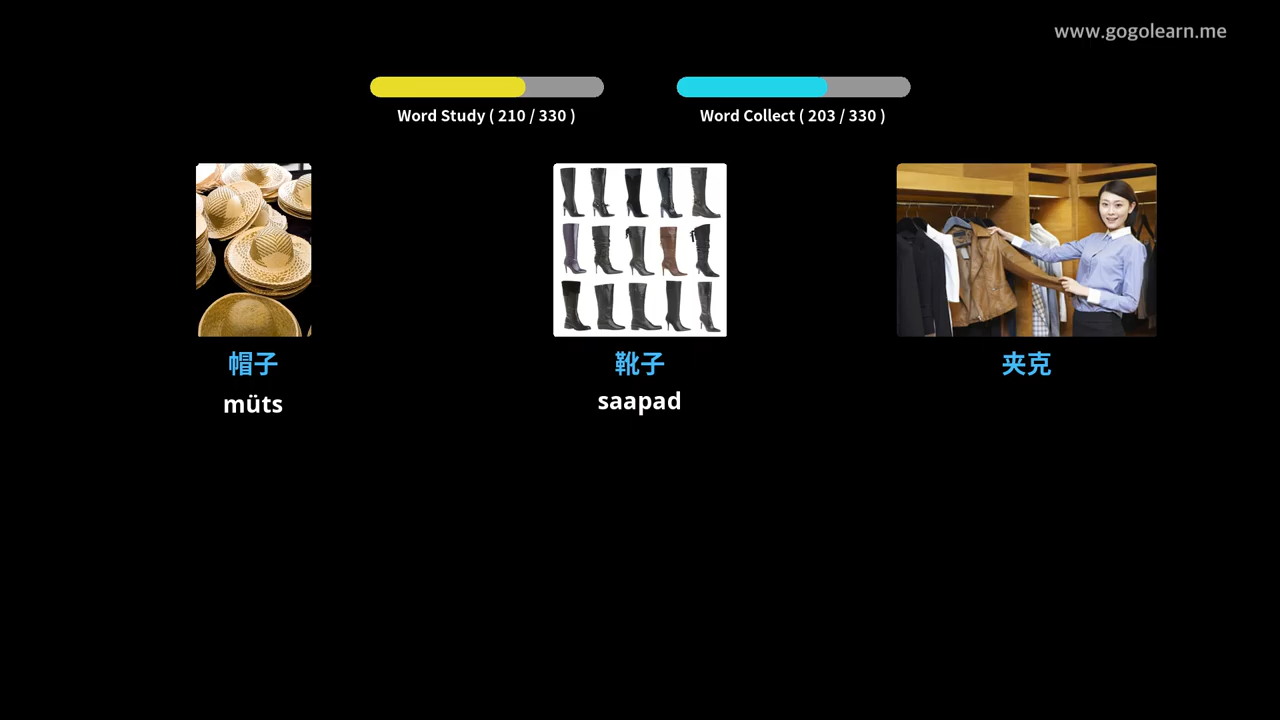 www.gogolearn.me
Word Study ( 210 / 330 )
Word Collect ( 203 / 330 )
帽子
靴子
夹克
müts
saapad